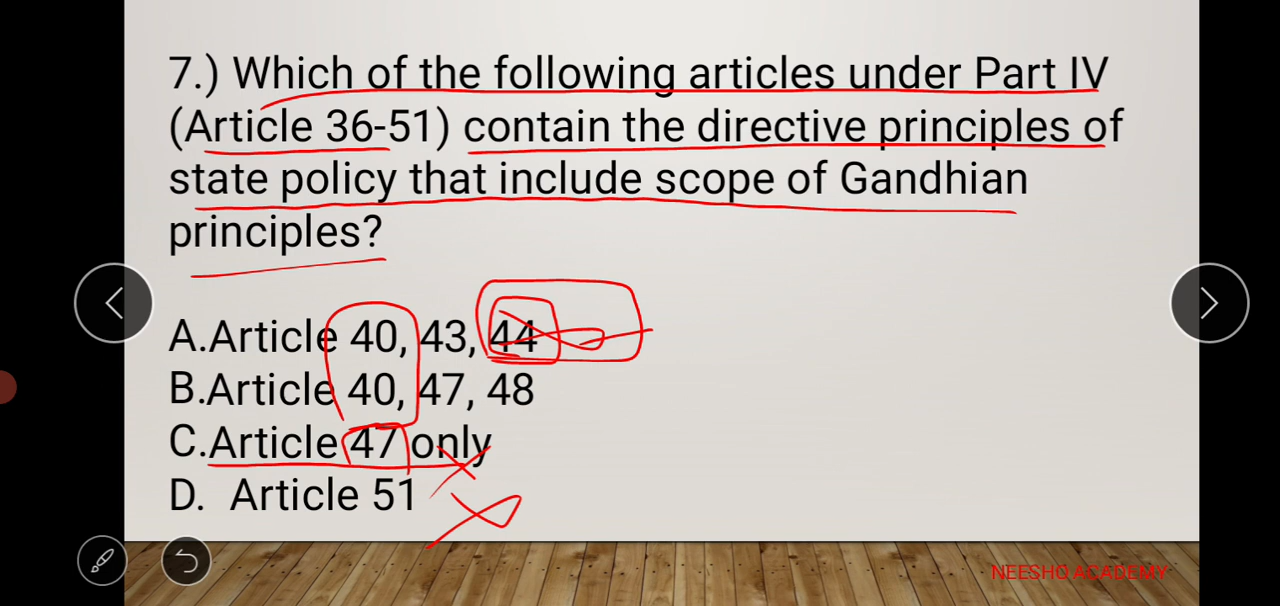 7.) Which of the following articles under Part IV
(Article 36-51) contain the directive principles of
state policy that include scope of Gandhian
principles?
A.Article 40, 43, 44
B.Article 40, 47, 48
C.Article 47 only
D. Article 51
NEESHO ACADEMY